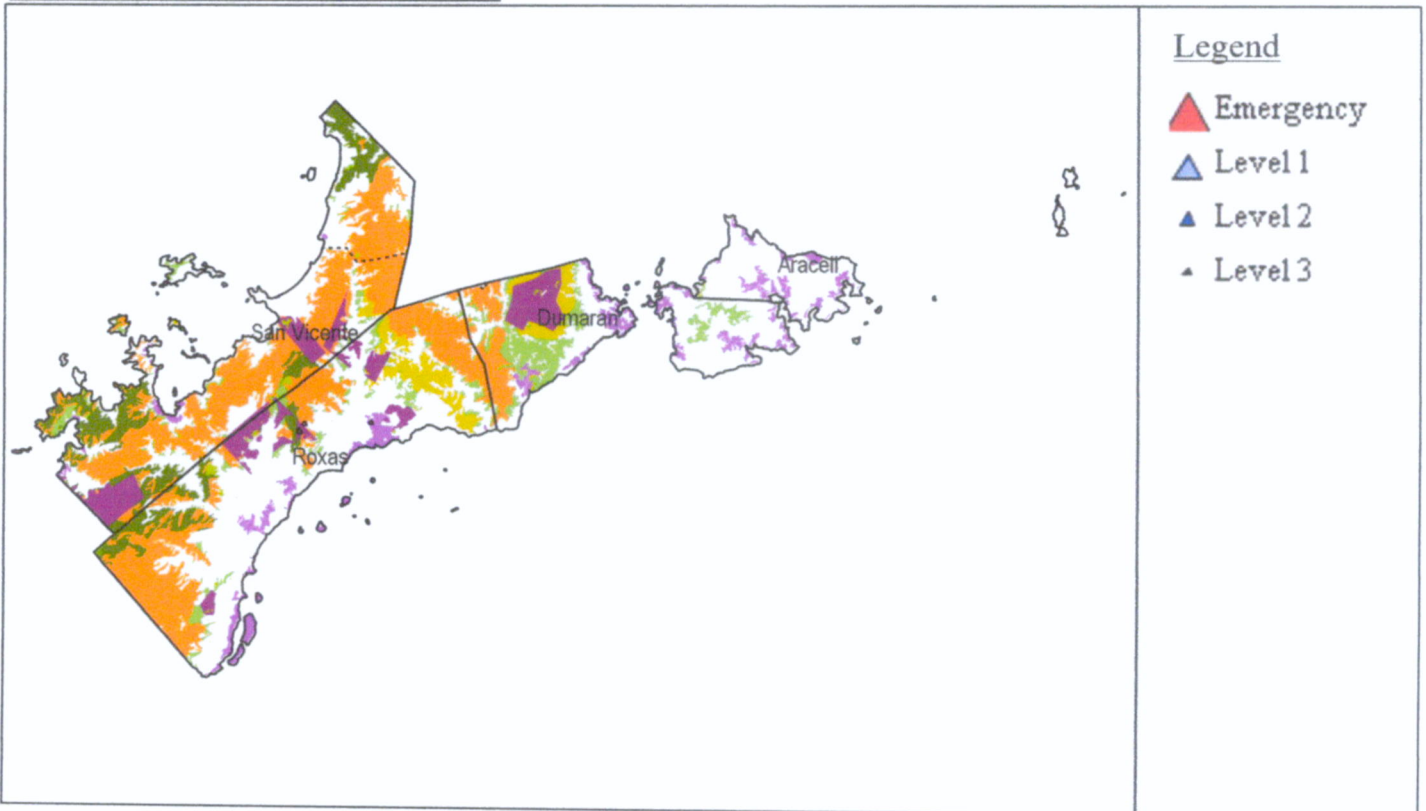 Legend
Emergency
Level 1
Level 2
Level 3
Araceli
Dumaran
San Vicente
Roxas